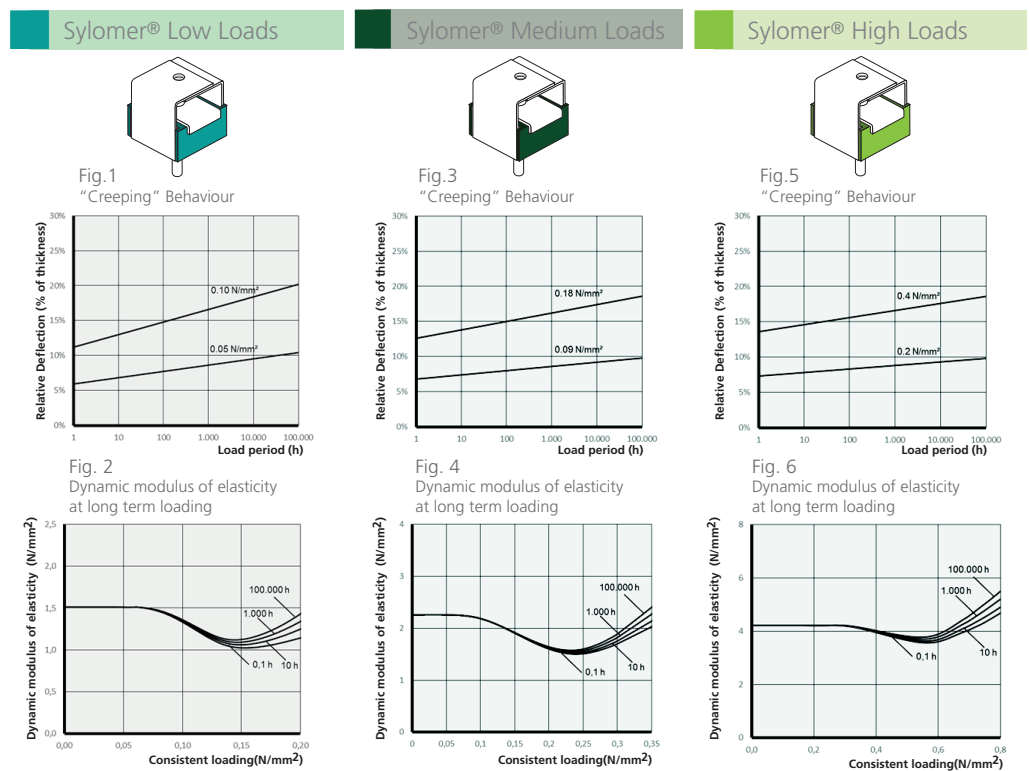 Sylomer® Low Loads
Fig.1
"Creeping" Behaviour
Relative Deflection (% of thickness)
30%
25%
20%
15%
10%
5%
0%
0.10 N/mm²
0.05 N/mm²
1
10
100
1.000
10.000
100.000
Load period (h)
Fig. 2
Dynamic modulus of elasticity
at long term loading
Dynamic modulus of elasticity (N/mm2)
2,5
2,0
1,5
1,0
0,5
0,0
100.000 h
1.000 h
10 h
0,1 h
0,00
0,05
0,10
0,15
0,20
Consistent loading(N/mm2)
Sylomer® Medium Loads
Fig.3
"Creeping" Behaviour
Relative Deflection (% of thickness)
30%
25%
20%
15%
10%
5%
0%
0.18 N/mm²
0.09 N/mm²
1
10
100
1.000
10.000
100.000
Load period (h)
Fig. 4
Dynamic modulus of elasticity
at long term loading
Dynamic modulus of elasticity (N/mm2)
4
3
2
1
0
100.000 h
1.000 h
10 h
0,1 h
0
0,05
0,1
0,15
0,2
0,25
0,3
0,35
Consistent loading(N/mm2)
Sylomer® High Loads
Fig.5
"Creeping" Behaviour
Relative Deflection (% of thickness)
30%
25%
20%
15%
10%
5%
0%
0.4 N/mm²
0.2 N/mm²
1
10
100
1.000
10.000
100.000
Load period (h)
Fig. 6
Dynamic modulus of elasticity
at long term loading
Dynamic modulus of elasticity (N/mm2)
8
6
4
2
0
100.000 h
1.000 h
10 h
0,1 h
0,0
0,2
0,4
0,6
0,8
Consistent loading(N/mm2)